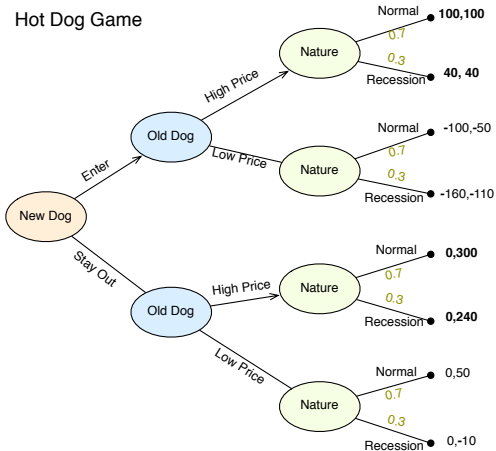 Hot Dog Game
Normal
100,100
0.7
Nature
0.3
Recession
40, 40
High Price
Old Dog
Low Price
Normal
-100,-50
0.7
Nature
0.3
Recession
-160,-110
Enter
New Dog
Stay Out
Normal
0,300
0.7
High Price
Nature
0.3
Recession
0,240
Old Dog
Low Price
Normal
0,50
0.7
Nature
0.3
Recession
0,-10